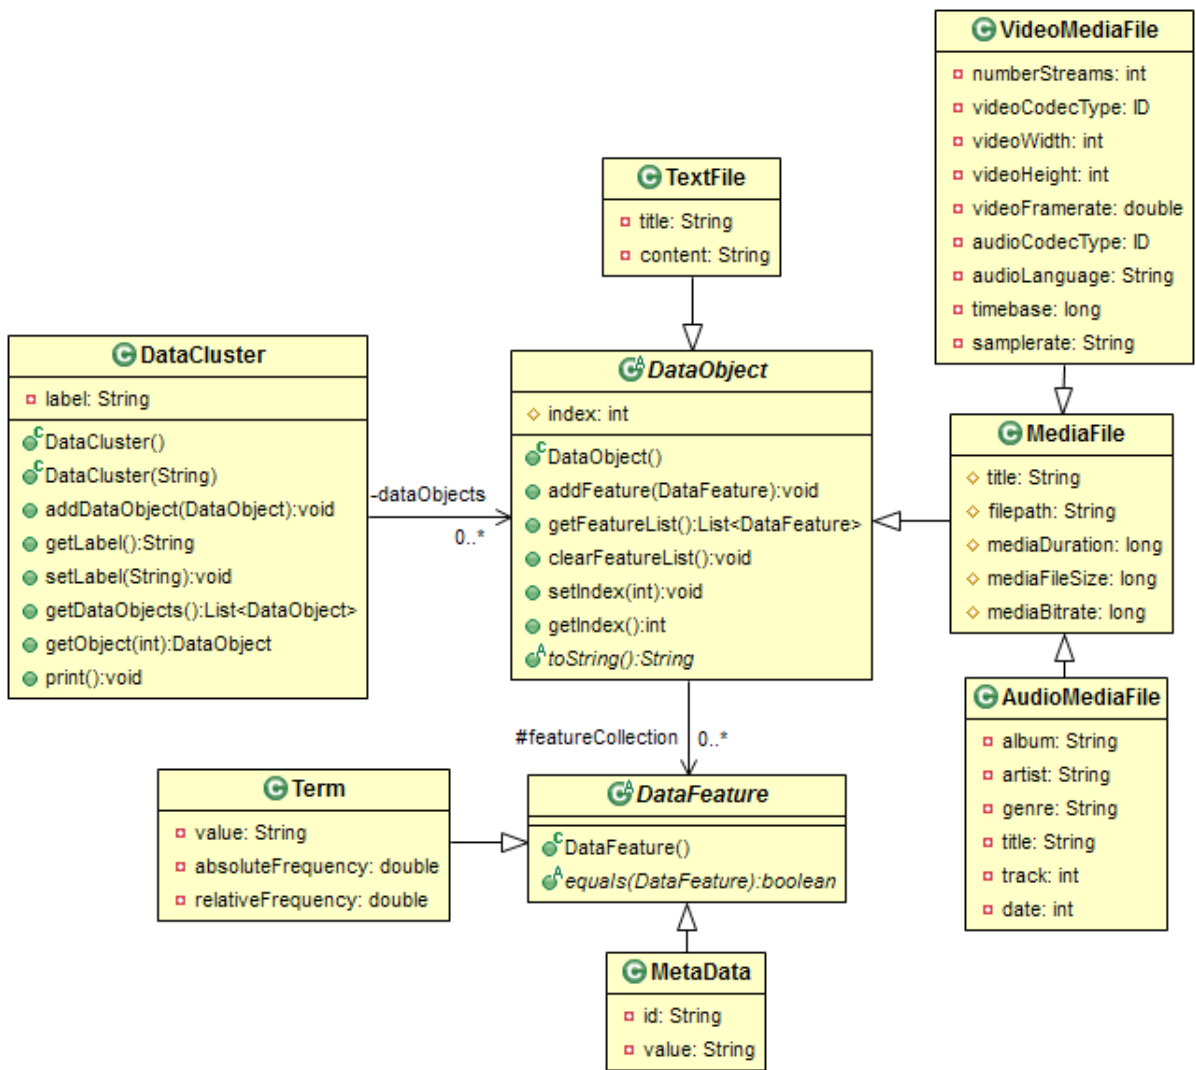 VideoMediaFile
numberStreams: int
videoCodecType: ID
videoWidth: int
videoHeight: int
videoFramerate: double
audioCodecType: ID
audioLanguage: String
timebase: long
samplerate: String
TextFile
title: String
content: String
DataCluster
label: String
DataCluster()
DataCluster(String)
addDataObject(DataObject):void
getLabel():String
setLabel(String):void
getDataObjects():List<DataObject>
getObject(int):DataObject
print():void
-dataObjects
0..*
DataObject
index: int
DataObject()
addFeature(DataFeature):void
getFeatureList():List<DataFeature>
clearFeatureList():void
setIndex(int):void
getIndex():int
toString():String
MediaFile
title: String
filepath: String
mediaDuration: long
mediaFileSize: long
mediaBitrate: long
AudioMediaFile
album: String
artist: String
genre: String
title: String
track: int
date: int
#featureCollection
0..*
Term
value: String
absoluteFrequency: double
relativeFrequency: double
DataFeature
DataFeature()
equals(DataFeature):boolean
MetaData
id: String
value: String